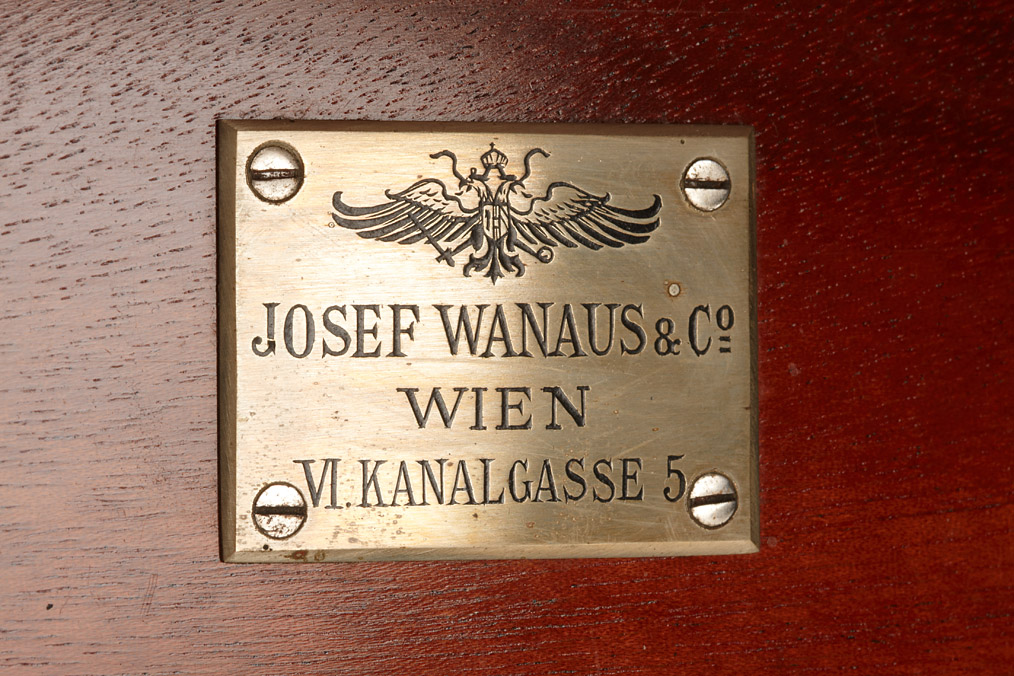 JOSEF WANAUS & Cº
WIEN
VI. KANALGASSE 5